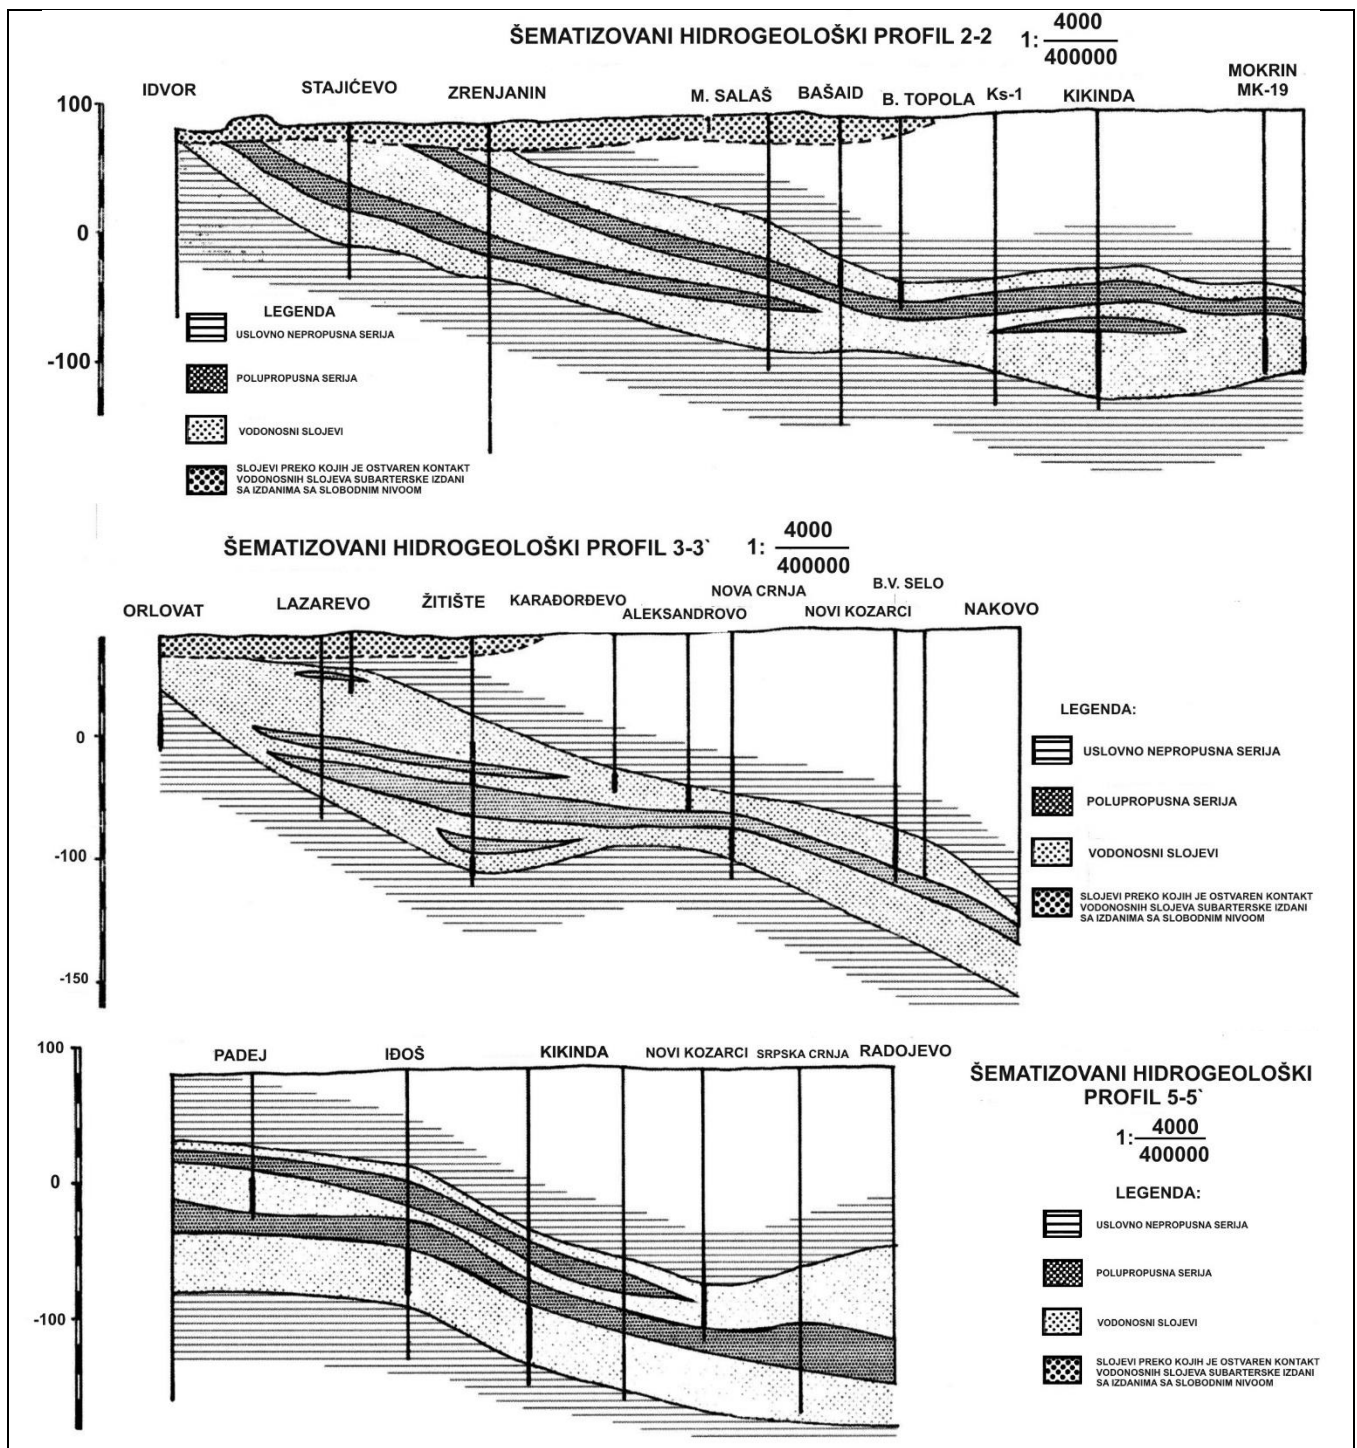 ŠEMATIZOVANI HIDROGEOLOŠKI PROFIL 2-2 1: 4000
400000
IDVOR STAJIĆEVO ZRENJANIN M. SALAŠ BAŠAID B. TOPOLA Ks-1 KIKINDA MOKRIN
MK-19
100
0
-100
LEGENDA
USLOVNO NEPROPUSNA SERIJA
POLUPROPUSNA SERIJA
VODONOSNI SLOJEVI
SLOJEVI PREKO KOJIH JE OSTVAREN KONTAKT
VODONOSNIH SLOJEVA SUBARTERSKE IZDANI
SA IZDANIMA SA SLOBODNIM NIVOOM
ŠEMATIZOVANI HIDROGEOLOŠKI PROFIL 3-3` 1: 4000
400000
ORLOVAT LAZAREVO ŽITIŠTE KARAĐORĐEVO ALEKSANDROVO NOVA CRNJA NOVI KOZARCI B.V. SELO NAKOVO
0
-100
-150
LEGENDA:
USLOVNO NEPROPUSNA SERIJA
POLUPROPUSNA SERIJA
VODONOSNI SLOJEVI
SLOJEVI PREKO KOJIH JE OSTVAREN KONTAKT
VODONOSNIH SLOJEVA SUBARTERSKE IZDANI
SA IZDANIMA SA SLOBODNIM NIVOOM
100
0
-100
PADEJ IĐOŠ KIKINDA NOVI KOZARCI SRPSKA CRNJA RADOJEVO
ŠEMATIZOVANI HIDROGEOLOŠKI
PROFIL 5-5`
1: 4000
400000
LEGENDA:
USLOVNO NEPROPUSNA SERIJA
POLUPROPUSNA SERIJA
VODONOSNI SLOJEVI
SLOJEVI PREKO KOJIH JE OSTVAREN KONTAKT
VODONOSNIH SLOJEVA SUBARTERSKE IZDANI
SA IZDANIMA SA SLOBODNIM NIVOOM